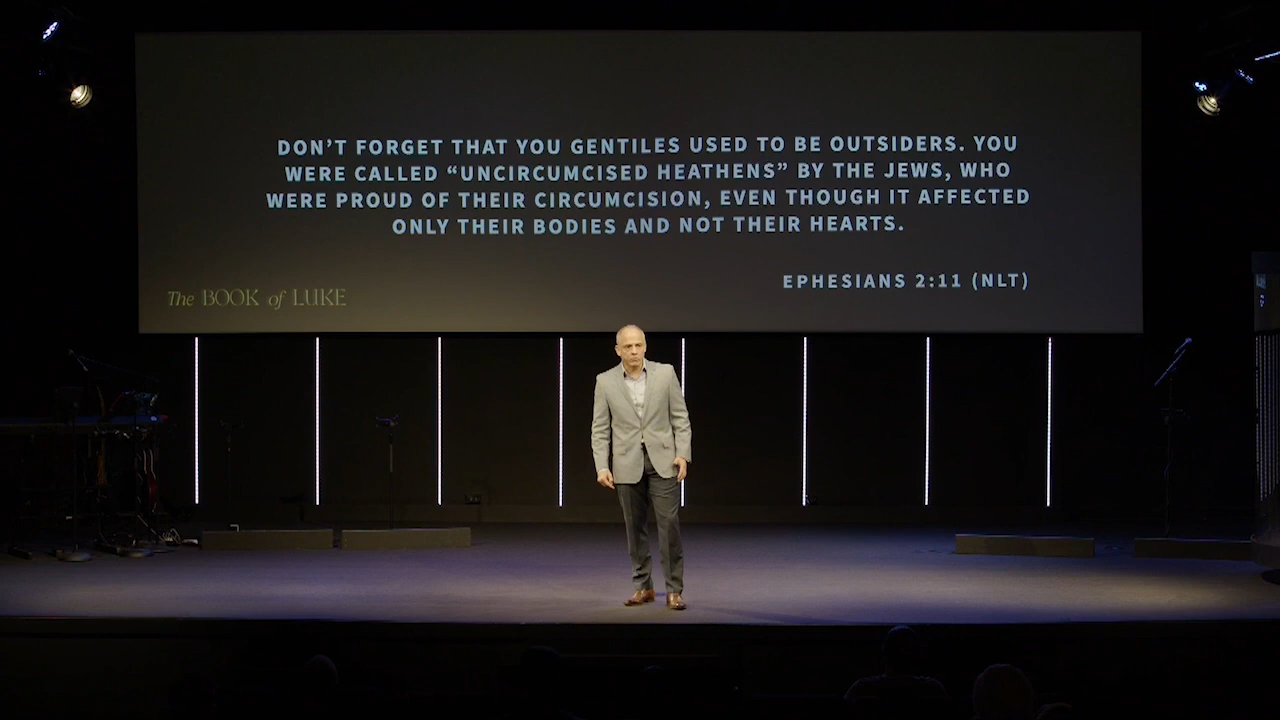 DON'T FORGET THAT YOU GENTILES USED TO BE OUTSIDERS. YOU
WERE CALLED “UNCIRCUMCISED HEATHENS” BY THE JEWS, WHO
WERE PROUD OF THEIR CIRCUMCISION, EVEN THOUGH IT AFFECTED
ONLY THEIR BODIES AND NOT THEIR HEARTS.
EPHESIANS 2:11 (NLT)
The BOOK of LUKE